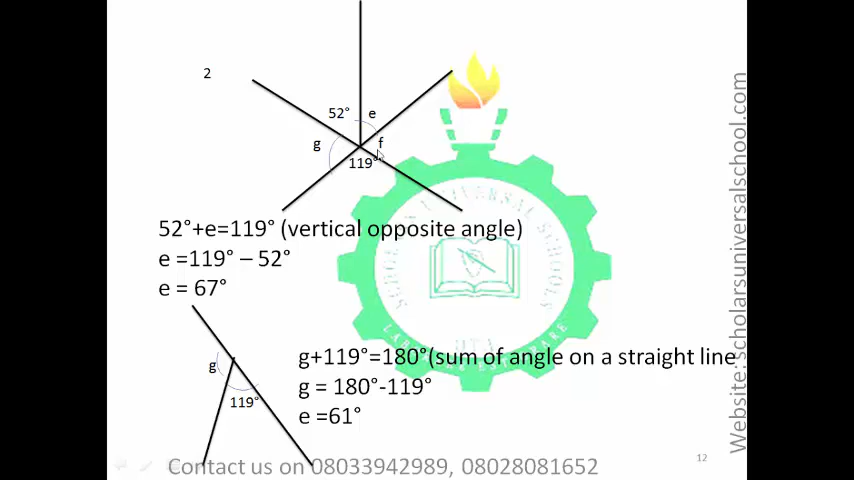 2
52° e
g f
119°
52°+e=119° (vertical opposite angle)
e =119° – 52°
e = 67°
g
119°
g+119°=180°(sum of angle on a straight line
g = 180°-119°
e =61°
Contact us on 08033942989, 08028081652
12
Website: scholarsuniversalschool.com